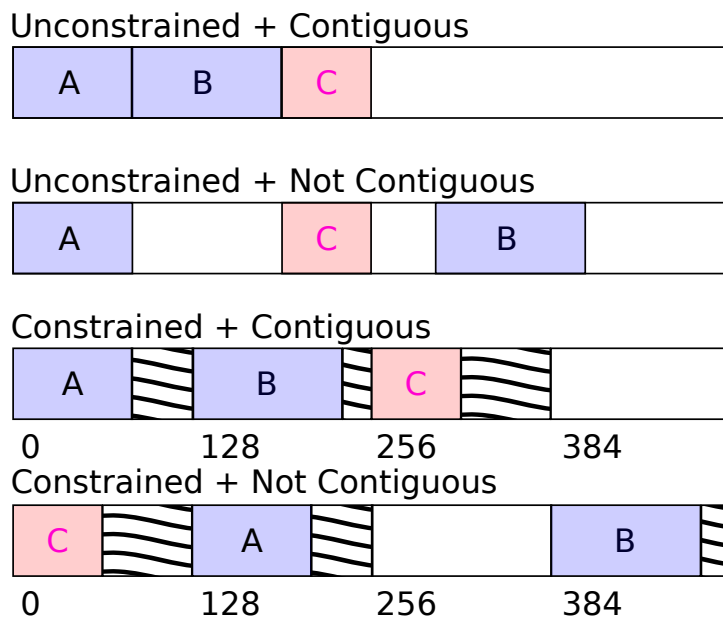 Unconstrained + Contiguous
A B C
Unconstrained + Not Contiguous
A C B
Constrained + Contiguous
A B C
0 128 256 384
Constrained + Not Contiguous
C A B
0 128 256 384